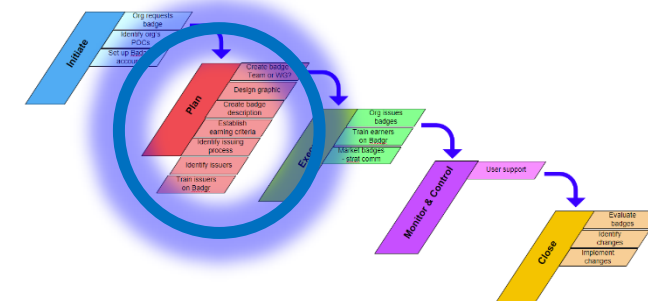 Initiate
Org requests
badge
Identify org's
POCs
Set up
accou
Plan
Create badge
Team or WG?
Design graphic
Create badge
description
Establish
earning criteria
Identify issuing
process
Identify issuers
Train issuers
on Badgr
Exe
Org issues
badges
Train earners
on Badgr
Market badges
- strat comm
Monitor & Control
User support
Close
Evaluate
badges
Identify
changes
Implement
changes